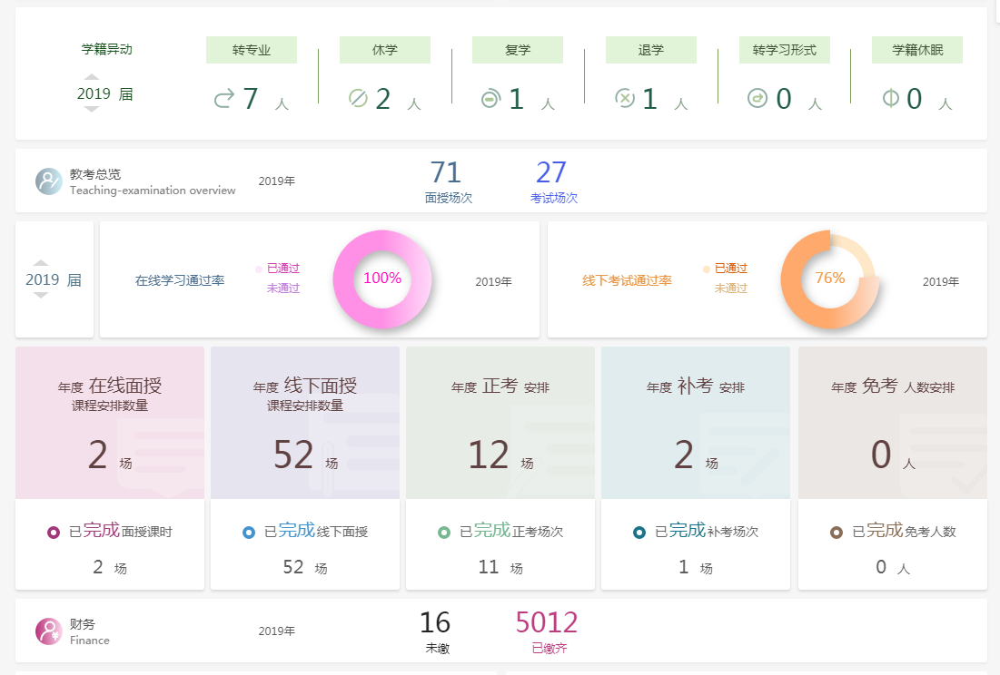 学籍异动
2019 届
转专业
7 人
休学
2 人
复学
1 人
退学
1 人
转学习形式
0 人
学籍休眠
0 人
教考总览
Teaching-examination overview
2019年
71
面授场次
27
考试场次
2019 届
在线学习通过率
已通过
未通过
100%
2019年
线下考试通过率
已通过
未通过
76%
2019年
年度 在线面授
课程安排数量
2 场
年度 线下面授
课程安排数量
52 场
年度 正考 安排
12 场
年度 补考 安排
2 场
年度 免考 人数安排
0 人
已完成面授课时
2 场
已完成线下面授
52 场
已完成正考场次
11 场
已完成补考场次
1 场
已完成免考人数
0 人
财务
Finance
2019年
16
未缴
5012
已缴齐